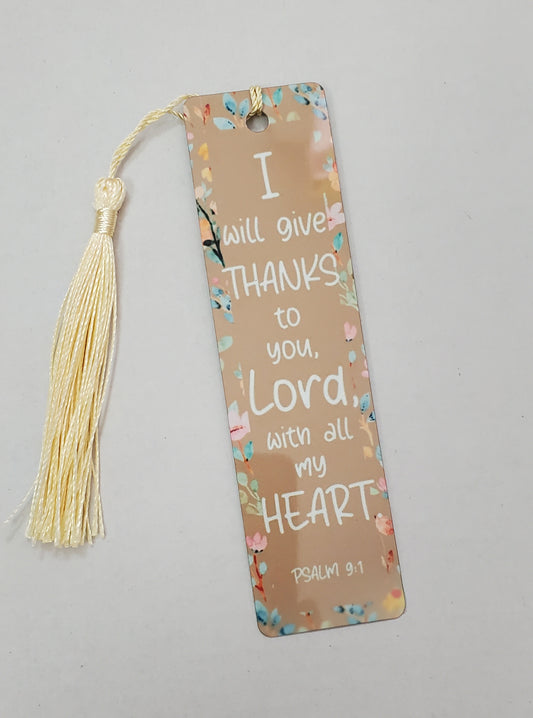 I
will give
THANKS
to
you,
Lord,
with all
my
HEART.
PSALM 9:1